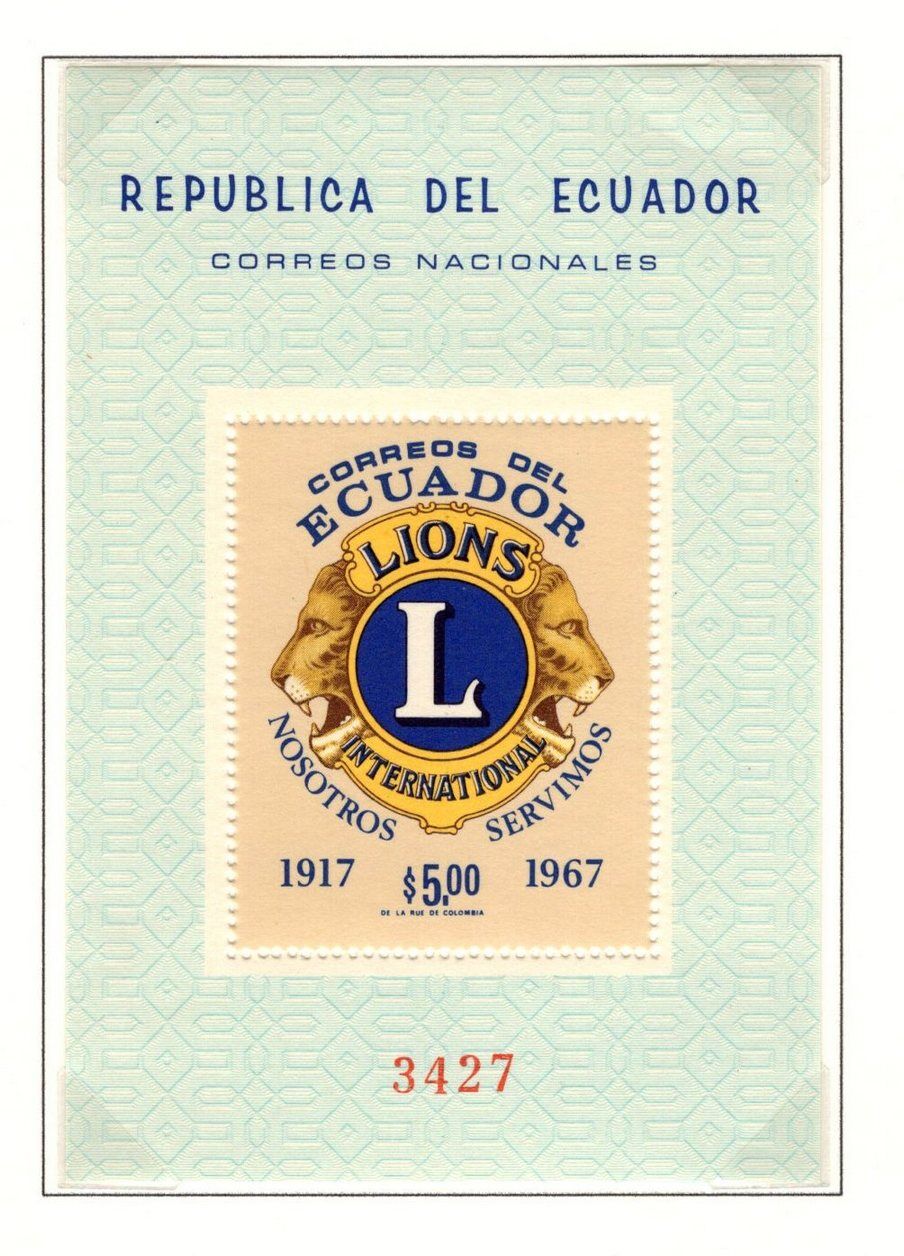 REPUBLICA DEL ECUADOR
CORREOS NACIONALES
CORREOS DEL
ECUADOR
LIONS
L
INTERNATIONAL
NOSOTROS SERVIMOS
1917 $5,00 1967
DE LA RUE DE COLOMBIA
3427